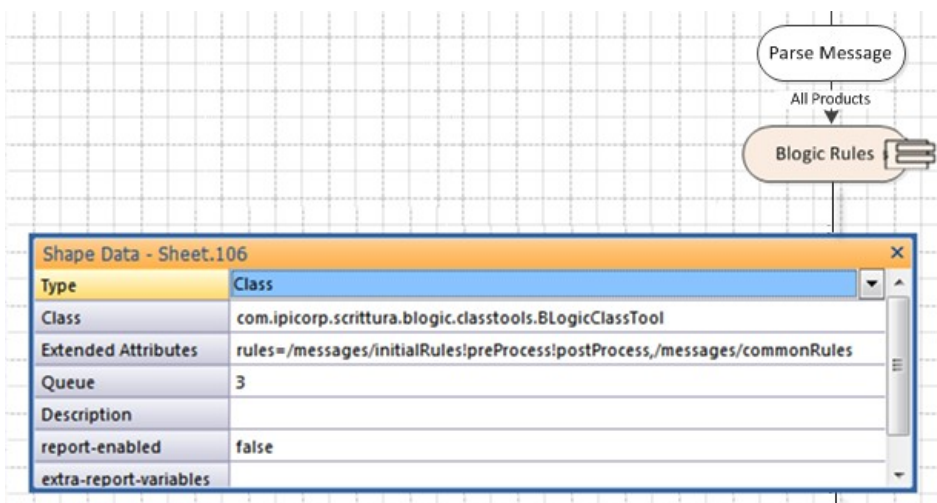 Parse Message
All Products
Blogic Rules
Shape Data - Sheet.106
Type Class
Class com.ipicorp.scrittura.blogic.classtools.BLogicClassTool
Extended Attributes rules=/messages/initialRules!preProcess!postProcess,/messages/commonRules
Queue 3
Description
report-enabled false
extra-report-variables